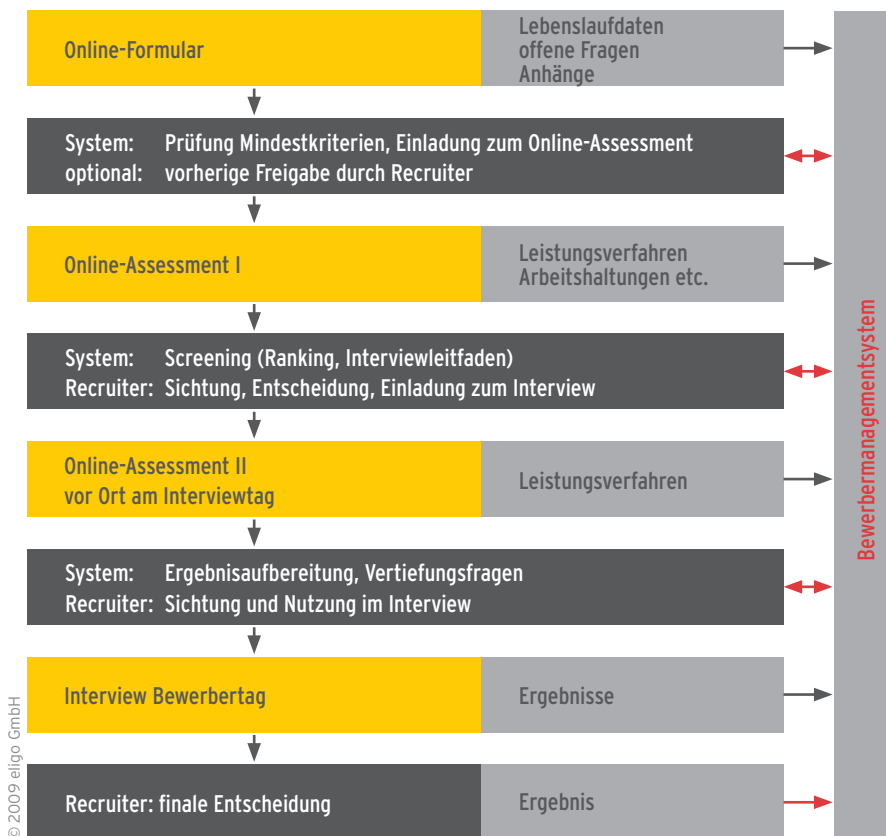 Online-Formular
Lebenslaufdaten
offene Fragen
Anhänge
System: Prüfung Mindestkriterien, Einladung zum Online-Assessment
optional: vorherige Freigabe durch Recruiter
Online-Assessment I
Leistungsverfahren
Arbeitshaltungen etc.
System: Screening (Ranking, Interviewleitfaden)
Recruiter: Sichtung, Entscheidung, Einladung zum Interview
Online-Assessment II
vor Ort am Interviewtag
Leistungsverfahren
System: Ergebnisaufbereitung, Vertiefungsfragen
Recruiter: Sichtung und Nutzung im Interview
Interview Bewerbertag
Ergebnisse
Recruiter: finale Entscheidung
Ergebnis
Bewerbermanagementsystem
© 2009 eligo GmbH